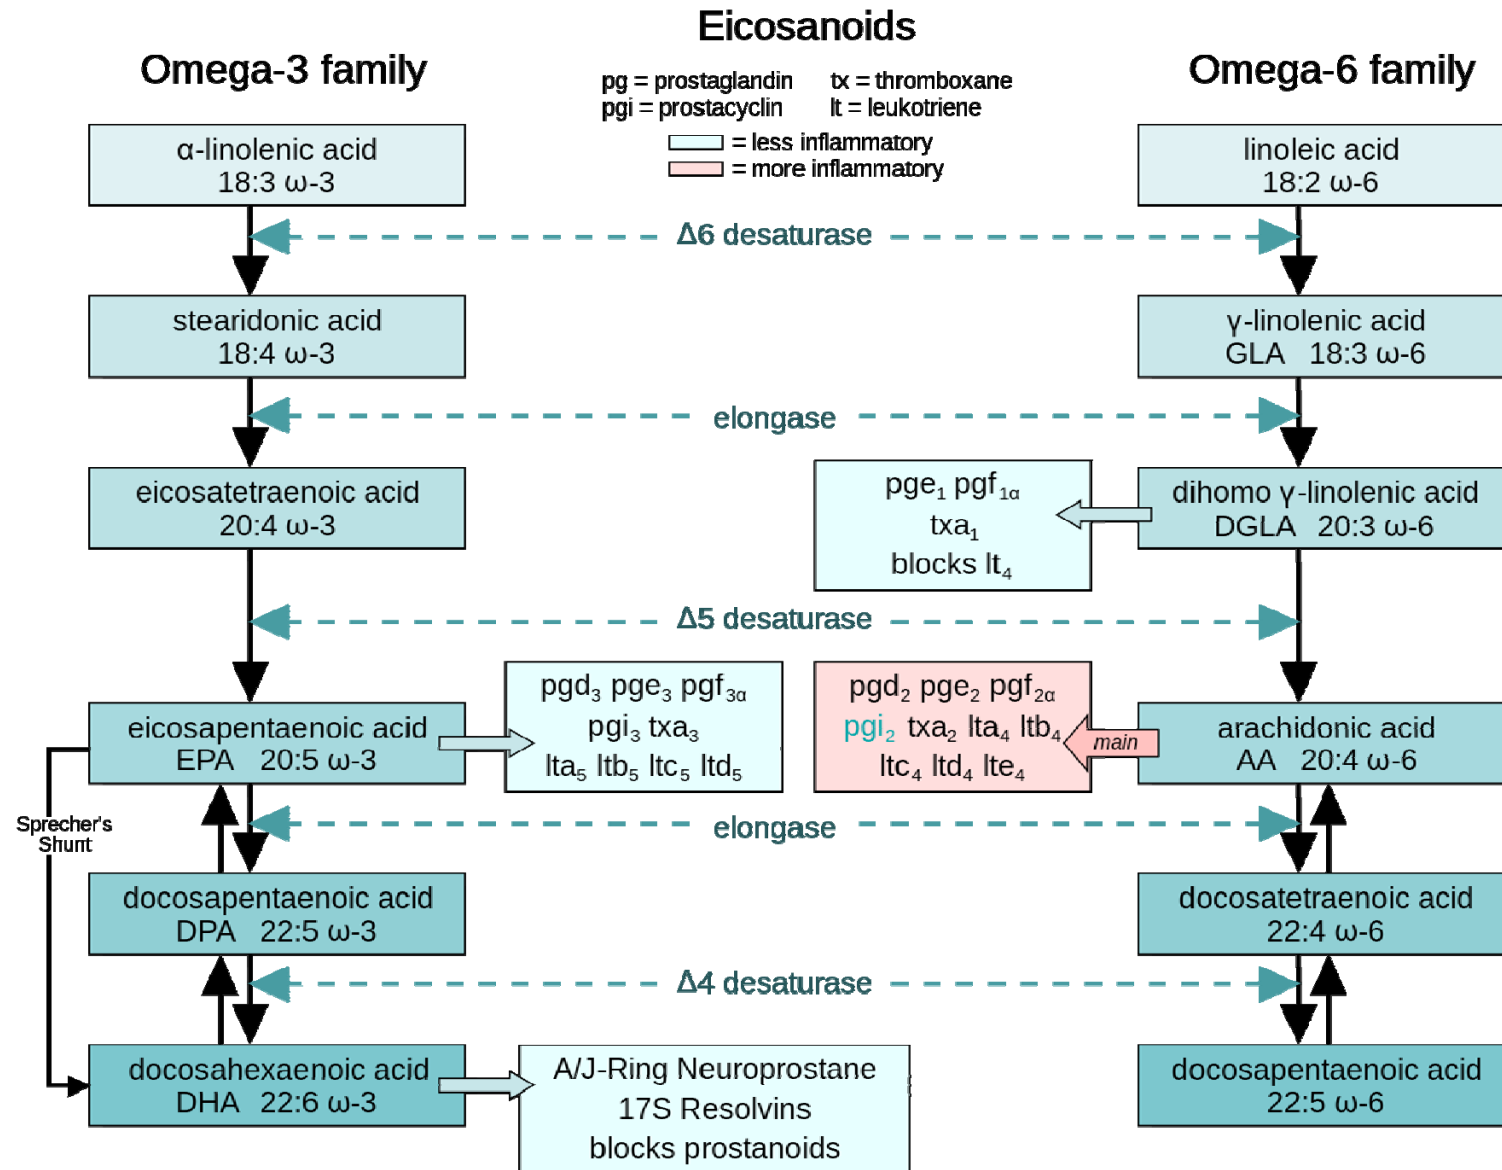 Eicosanoids
Omega-3 family
Omega-6 family
pg = prostaglandin tx = thromboxane
pgi = prostacyclin lt = leukotriene
= less inflammatory
= more inflammatory
α-linolenic acid
18:3 ω-3
linoleic acid
18:2 ω-6
Δ6 desaturase
stearidonic acid
18:4 ω-3
γ-linolenic acid
GLA 18:3 ω-6
elongase
eicosatetraenoic acid
20:4 ω-3
pge₁ pgf₁α
txa₁
blocks lt₄
dihomo γ-linolenic acid
DGLA 20:3 ω-6
Δ5 desaturase
eicosapentaenoic acid
EPA 20:5 ω-3
pgd₃ pge₃ pgf₃α
pgi₃ txa₃
lta₅ ltb₅ ltc₅ ltd₅
pgd₂ pge₂ pgf₂α
pgi₂ txa₂ lta₄ ltb₄
ltc₄ ltd₄ lte₄
main
arachidonic acid
AA 20:4 ω-6
Sprecher's
Shunt
elongase
docosapentaenoic acid
DPA 22:5 ω-3
docosatetraenoic acid
22:4 ω-6
Δ4 desaturase
docosahexaenoic acid
DHA 22:6 ω-3
A/J-Ring Neuroprostane
17S Resolvins
blocks prostanoids
docosapentaenoic acid
22:5 ω-6